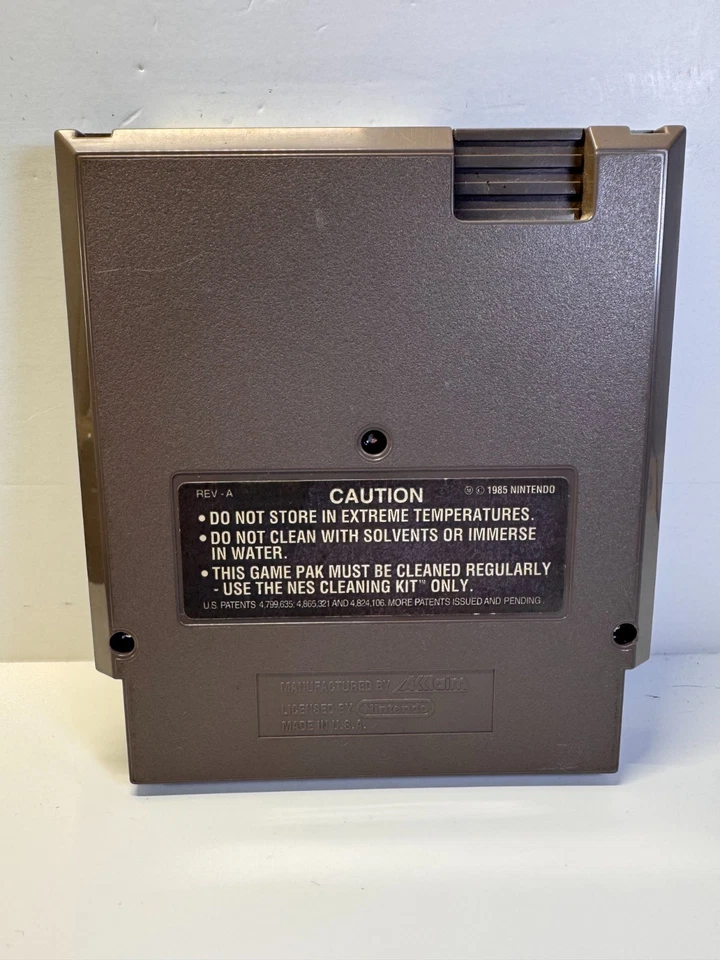 REV-A CAUTION Ⓜ © 1985 NINTENDO
• DO NOT STORE IN EXTREME TEMPERATURES.
• DO NOT CLEAN WITH SOLVENTS OR IMMERSE
IN WATER.
• THIS GAME PAK MUST BE CLEANED REGULARLY
- USE THE NES CLEANING KIT™ ONLY.
U.S. PATENTS 4,799,635; 4,865,321 AND 4,824,106. MORE PATENTS ISSUED AND PENDING.
MANUFACTURED BY AKlaim
LICENSED BY Nintendo
MADE IN U.S.A.